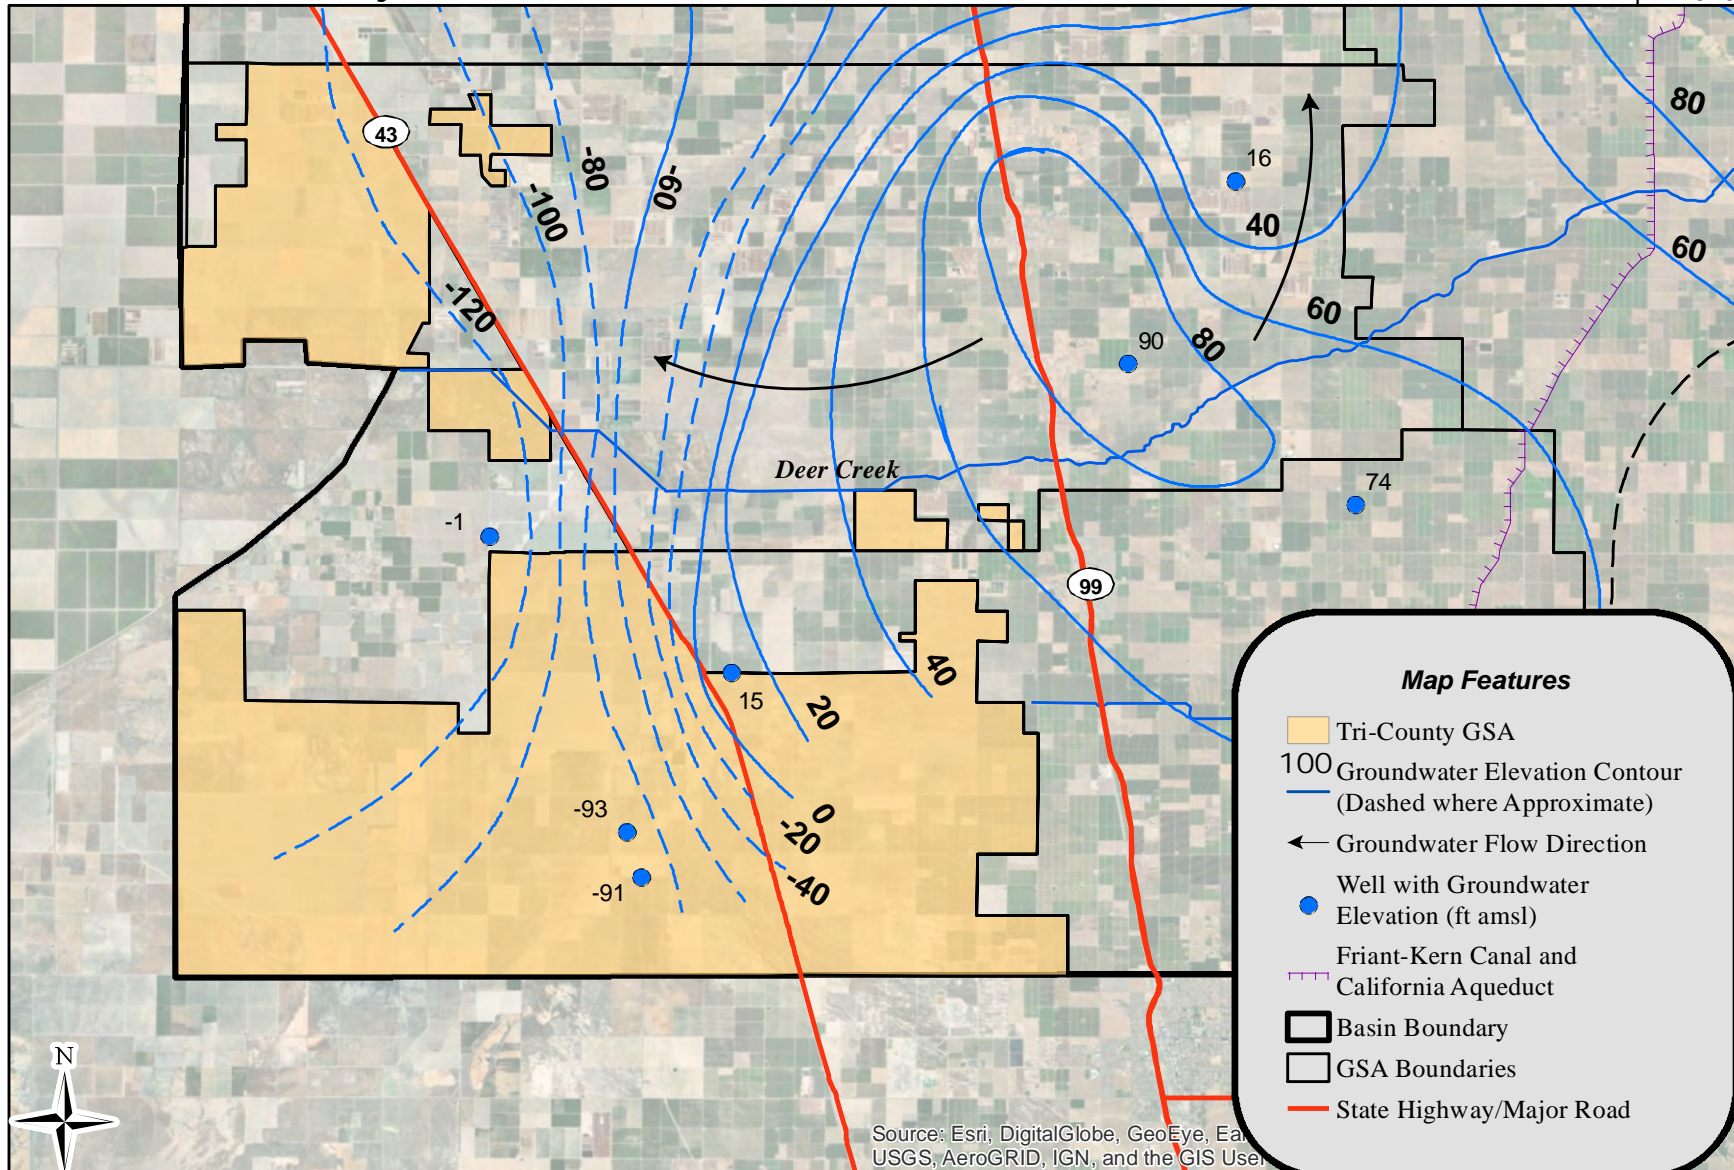 43
-80
-100
-60
-120
16
40
80
60
60
90
80
Deer Creek
74
-1
99
40
15
20
0
-20
-40
-93
-91
N
Map Features
Tri-County GSA
100 Groundwater Elevation Contour
(Dashed where Approximate)
Groundwater Flow Direction
Well with Groundwater
Elevation (ft amsl)
Friant-Kern Canal and
California Aqueduct
Basin Boundary
GSA Boundaries
State Highway/Major Road
Source: Esri, DigitalGlobe, GeoEye,
USGS, AeroGRID, IGN, and the GIS